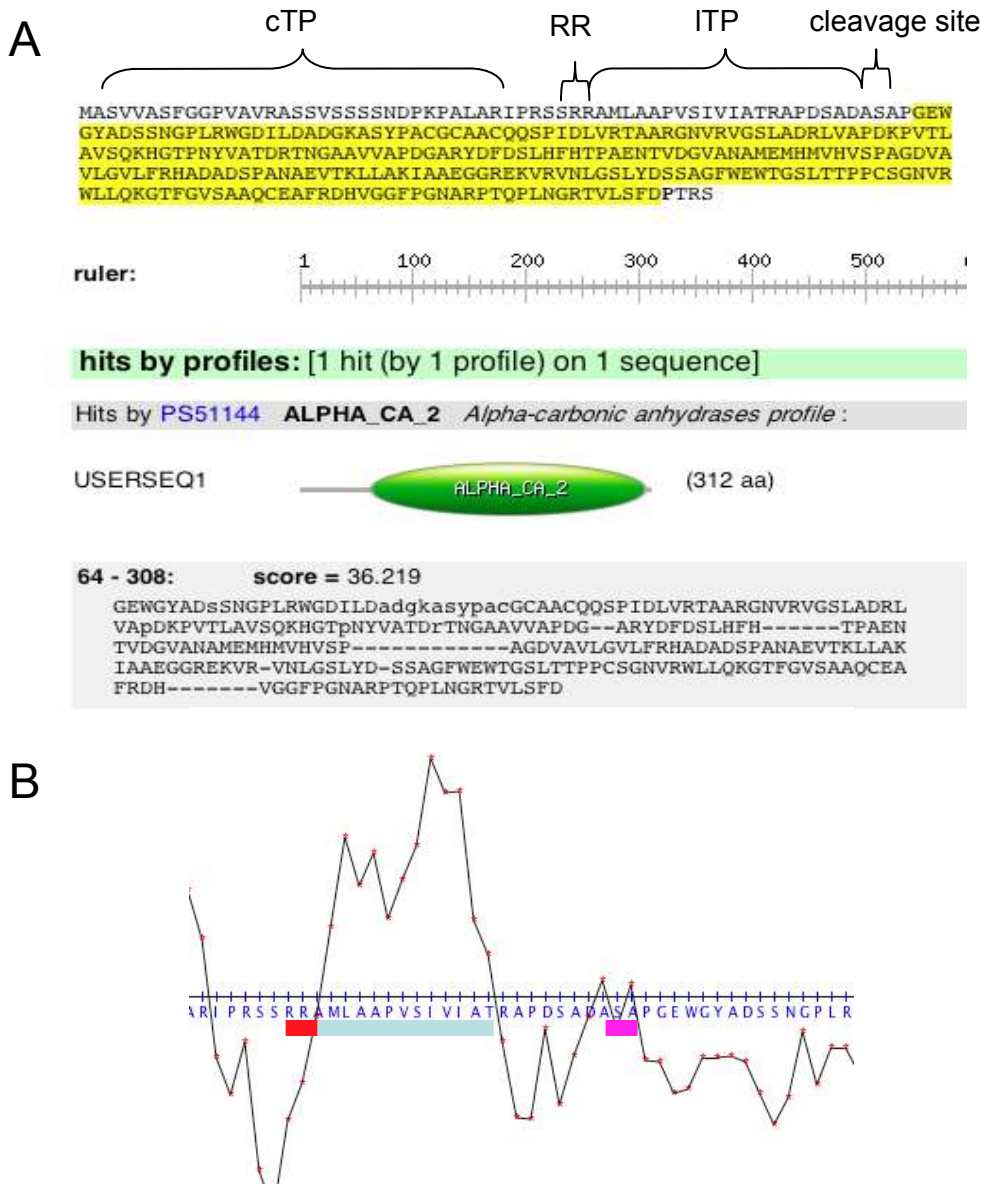 A
cTP
RR
lTP
cleavage site
MASVVASFGGPVAVRASSVSSSSNDPKPALARIPRSSRRAMLAAPVSIVIATRAPDSADASAPGEW
GYADSSNGPLRWGDILDADGKASYPACGCAACQQSPIDLVRTAARGNVRVGSLADRLVAPDKPVTL
AVSQKHGTPNYVATDRTNGAAVVAPDGARYDFDSLHFHTPAENTVDGVANAMEMHMVHVSPAGDVA
VLGVLFRHADADSPANAEVTKLLAKIAAEGGREKVRVNLGSLYDSSAGFWEWTGSLTTPPCSGNVR
WLLQKGTFGVSAAQCEAFRDHVGGFPGNARPTQPLNGRTVLSFDPTRS
ruler:
1 100 200 300 400 500
hits by profiles: [1 hit (by 1 profile) on 1 sequence]
Hits by PS51144 ALPHA_CA_2 Alpha-carbonic anhydrases profile :
USERSEQ1 ALPHA_CA_2 (312 aa)
64 - 308: score = 36.219
GEWGYADsSNGPLRWGDILDadgkasypacGCAACQQSPIDLVRTAARGNVRVGSLADRL
VApDKPVTLAVSQKHGTpNYVATDrTNGAAVVAPDG--ARYDFDSLHFH------TPAEN
TVDGVANAMEMHMVHVSP------------AGDVAVLGVLFRHADADSPANAEVTKLLAK
IAAEGGREKVR-VNLGSLYD-SSAGFWEWTGSLTTPPCSGNVRWLLQKGTFGVSAAQCEA
FRDH-------VGGFPGNARPTQPLNGRTVLSFD
B
ARIPRSSRRAMLAAPVSIVIATRAPDSADASAPGEWGYADSSNGPLR